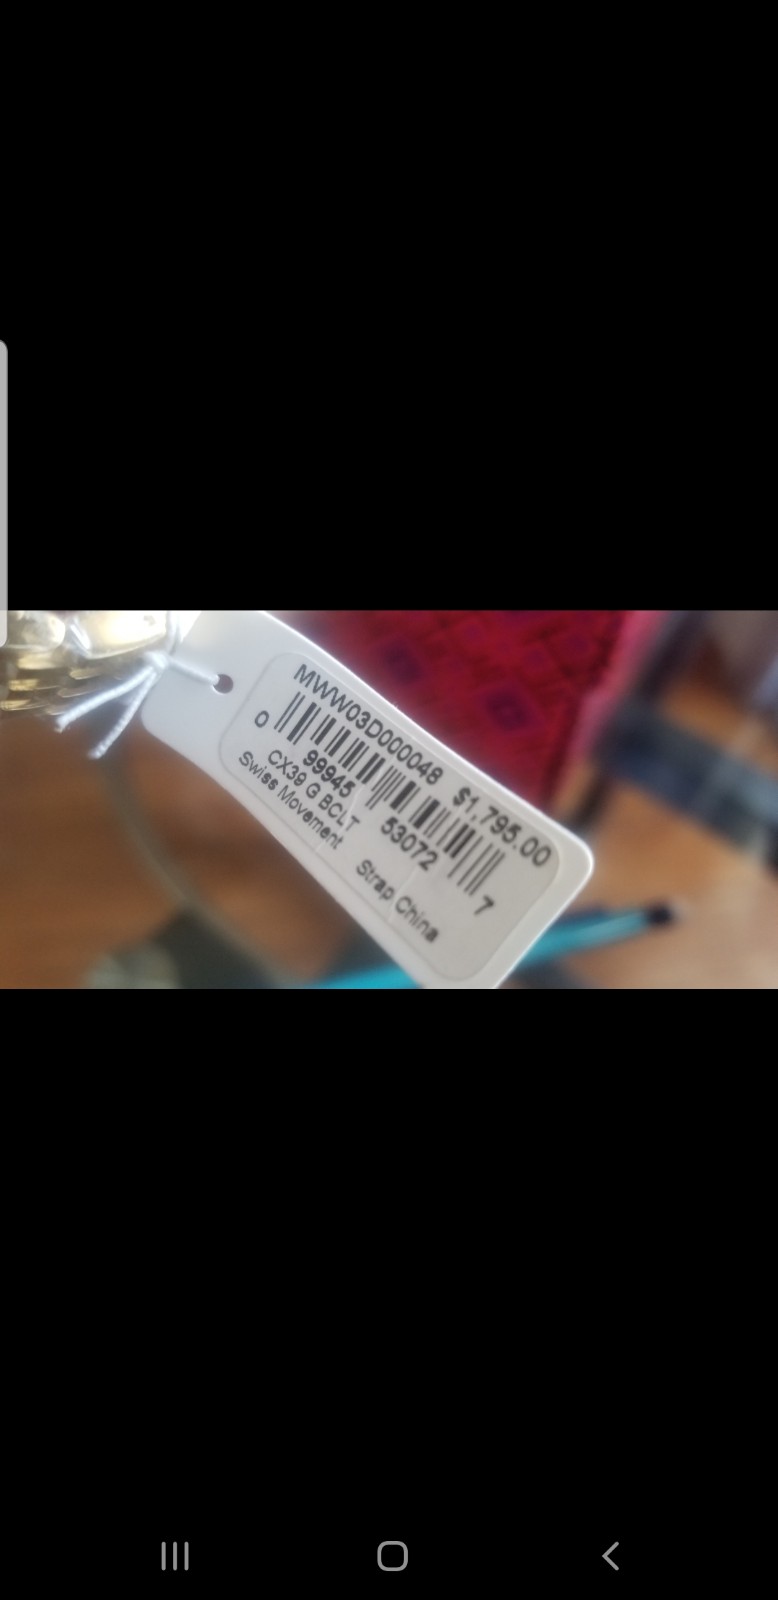 MWW03D000048 $1,795.00
0 99945 53072 7
CX39 G BCLT
Swiss Movement Strap China